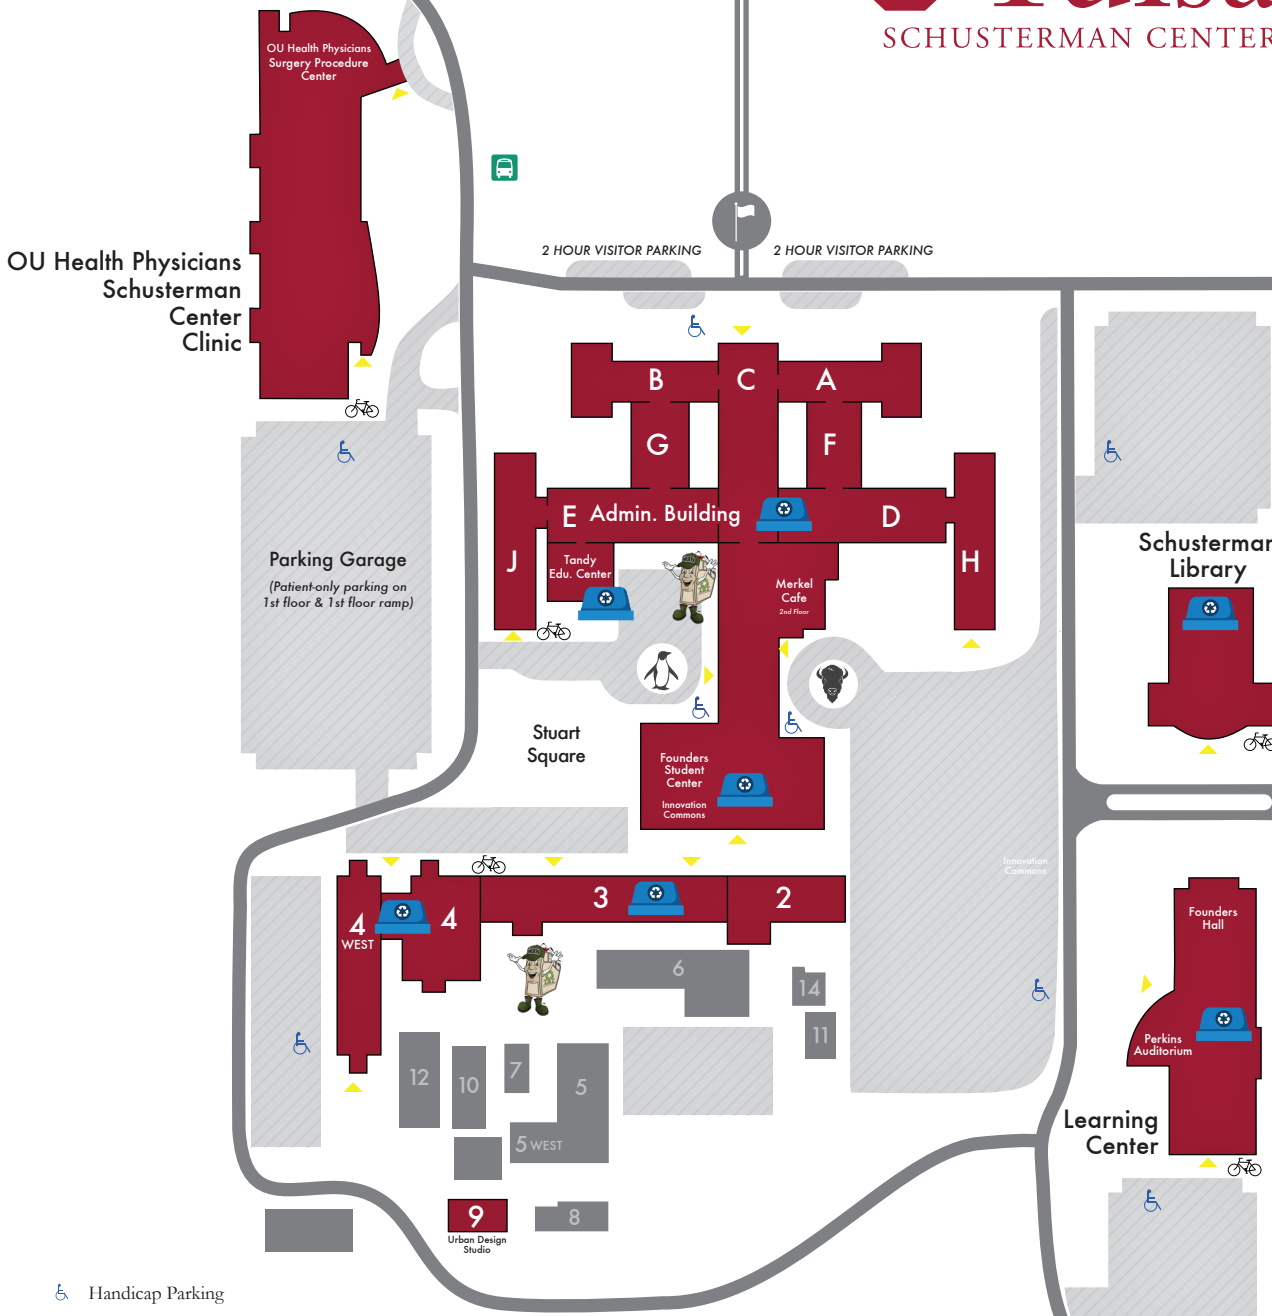 SCHUSTERMAN CENTER
OU Health Physicians
Surgery Procedure
Center
2 HOUR VISITOR PARKING
2 HOUR VISITOR PARKING
OU Health Physicians
Schusterman
Center
Clinic
B
C
A
G
F
E
Admin. Building
D
J
H
Tandy
Edu. Center
Merkel
Cafe
2nd Floor
Parking Garage
(Patient-only parking on
1st floor & 1st floor ramp)
Schusterman
Library
Stuart
Square
Founders
Student
Center
Innovation
Commons
Innovation
Commons
4
WEST
4
3
2
Founders
Hall
Perkins
Auditorium
Learning
Center
6
14
11
12
10
7
5
5 WEST
9
Urban Design
Studio
8
Handicap Parking